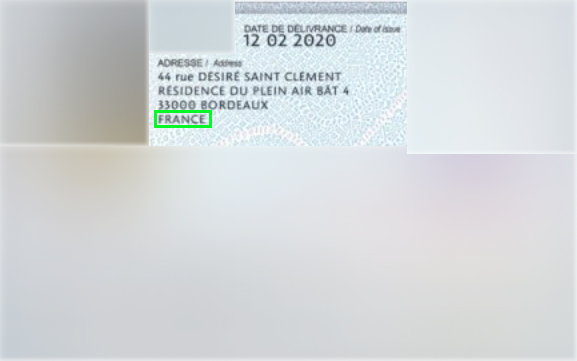 DATE DE DÉLIVRANCE / Date of issue
12 02 2020
ADRESSE / Address
44 rue DÉSIRÉ SAINT CLÉMENT
RÉSIDENCE DU PLEIN AIR BÂT 4
33000 BORDEAUX
FRANCE